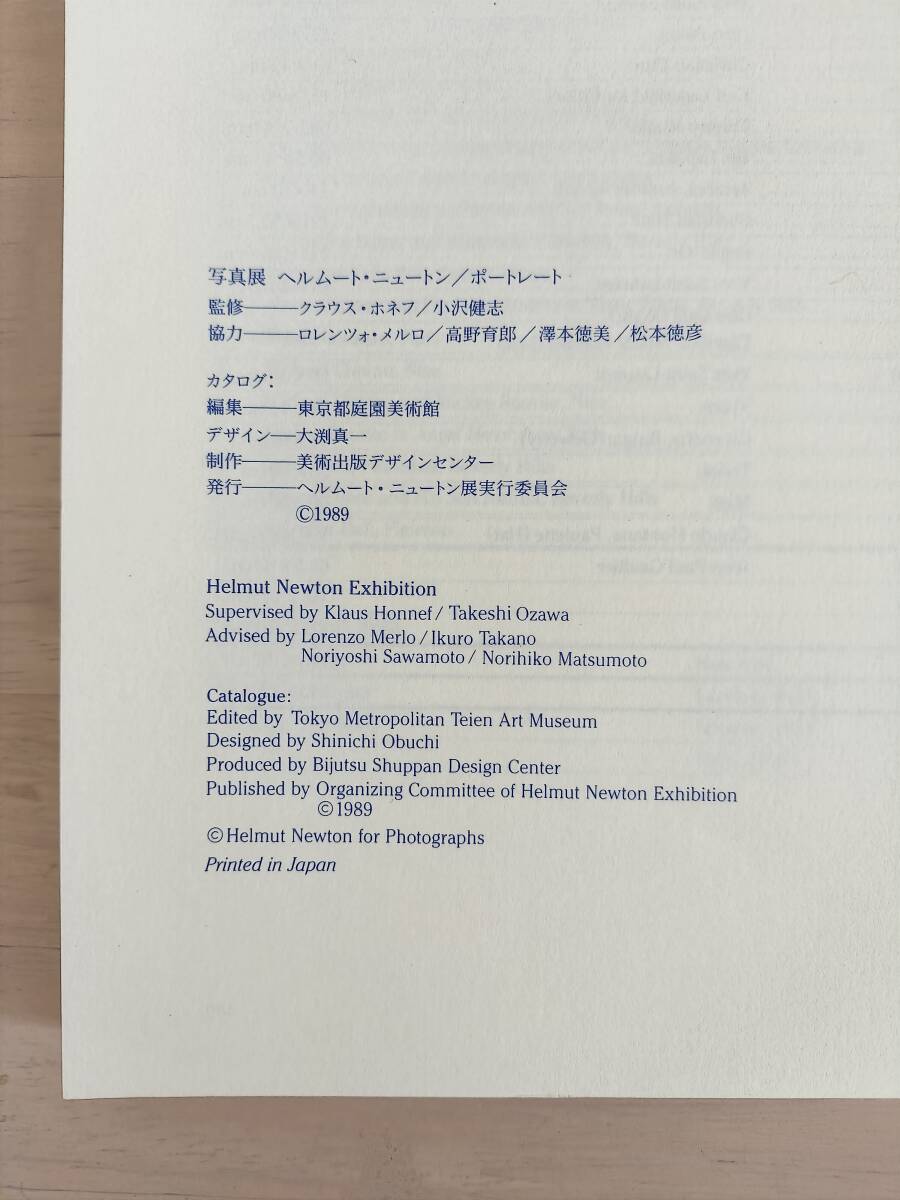 写真展 ヘルムート・ニュートン／ポートレート
監修───クラウス・ホネフ／小沢健志
協力───ロレンツォ・メルロ／高野育郎／澤本徳美／松本徳彦
カタログ：
編集───東京都庭園美術館
デザイン─大渕真一
制作───美術出版デザインセンター
発行───ヘルムート・ニュートン展実行委員会
©1989
Helmut Newton Exhibition
Supervised by Klaus Honnef / Takeshi Ozawa
Advised by Lorenzo Merlo / Ikuro Takano
Noriyoshi Sawamoto / Norihiko Matsumoto
Catalogue:
Edited by Tokyo Metropolitan Teien Art Museum
Designed by Shinichi Obuchi
Produced by Bijutsu Shuppan Design Center
Published by Organizing Committee of Helmut Newton Exhibition
©1989
©Helmut Newton for Photographs
Printed in Japan